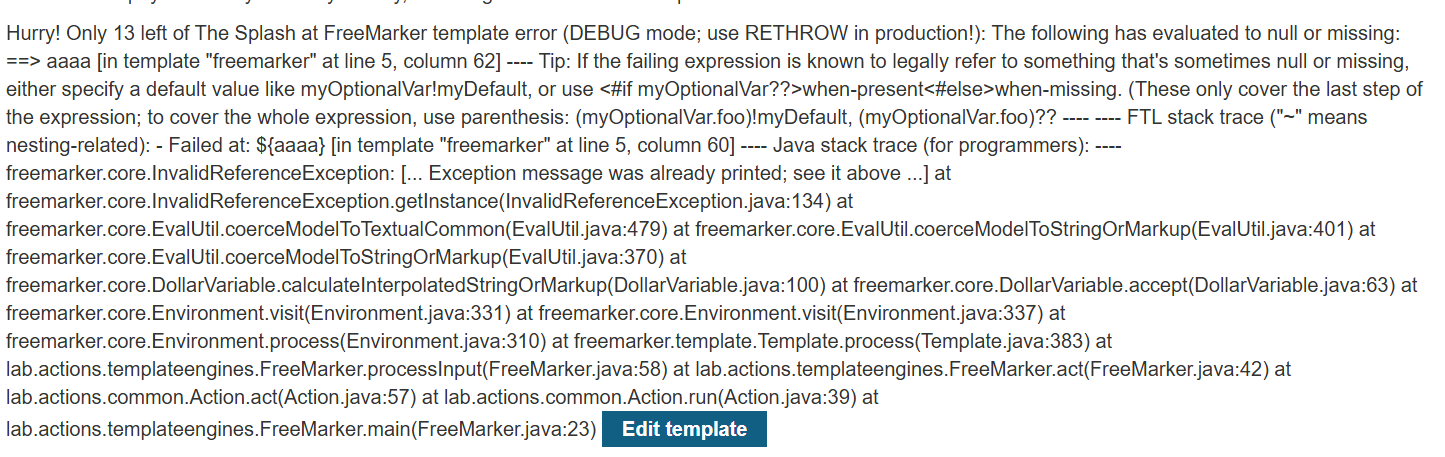 Hurry! Only 13 left of The Splash at FreeMarker template error (DEBUG mode; use RETHROW in production!): The following has evaluated to null or missing:
==> aaaa [in template "freemarker" at line 5, column 62] ---- Tip: If the failing expression is known to legally refer to something that's sometimes null or missing,
either specify a default value like myOptionalVar!myDefault, or use <#if myOptionalVar??>when-present<#else>when-missing. (These only cover the last step of
the expression; to cover the whole expression, use parenthesis: (myOptionalVar.foo)!myDefault, (myOptionalVar.foo)?? ---- ---- FTL stack trace ("~" means
nesting-related): - Failed at: ${aaaa} [in template "freemarker" at line 5, column 60] ---- Java stack trace (for programmers): ----
freemarker.core.InvalidReferenceException: [... Exception message was already printed; see it above ...] at
freemarker.core.InvalidReferenceException.getInstance(InvalidReferenceException.java:134) at
freemarker.core.EvalUtil.coerceModelToTextualCommon(EvalUtil.java:479) at freemarker.core.EvalUtil.coerceModelToStringOrMarkup(EvalUtil.java:401) at
freemarker.core.EvalUtil.coerceModelToStringOrMarkup(EvalUtil.java:370) at
freemarker.core.DollarVariable.calculateInterpolatedStringOrMarkup(DollarVariable.java:100) at freemarker.core.DollarVariable.accept(DollarVariable.java:63) at
freemarker.core.Environment.visit(Environment.java:331) at freemarker.core.Environment.visit(Environment.java:337) at
freemarker.core.Environment.process(Environment.java:310) at freemarker.template.Template.process(Template.java:383) at
lab.actions.templateengines.FreeMarker.processInput(FreeMarker.java:58) at lab.actions.templateengines.FreeMarker.act(FreeMarker.java:42) at
lab.actions.common.Action.act(Action.java:57) at lab.actions.common.Action.run(Action.java:39) at
lab.actions.templateengines.FreeMarker.main(FreeMarker.java:23) Edit template